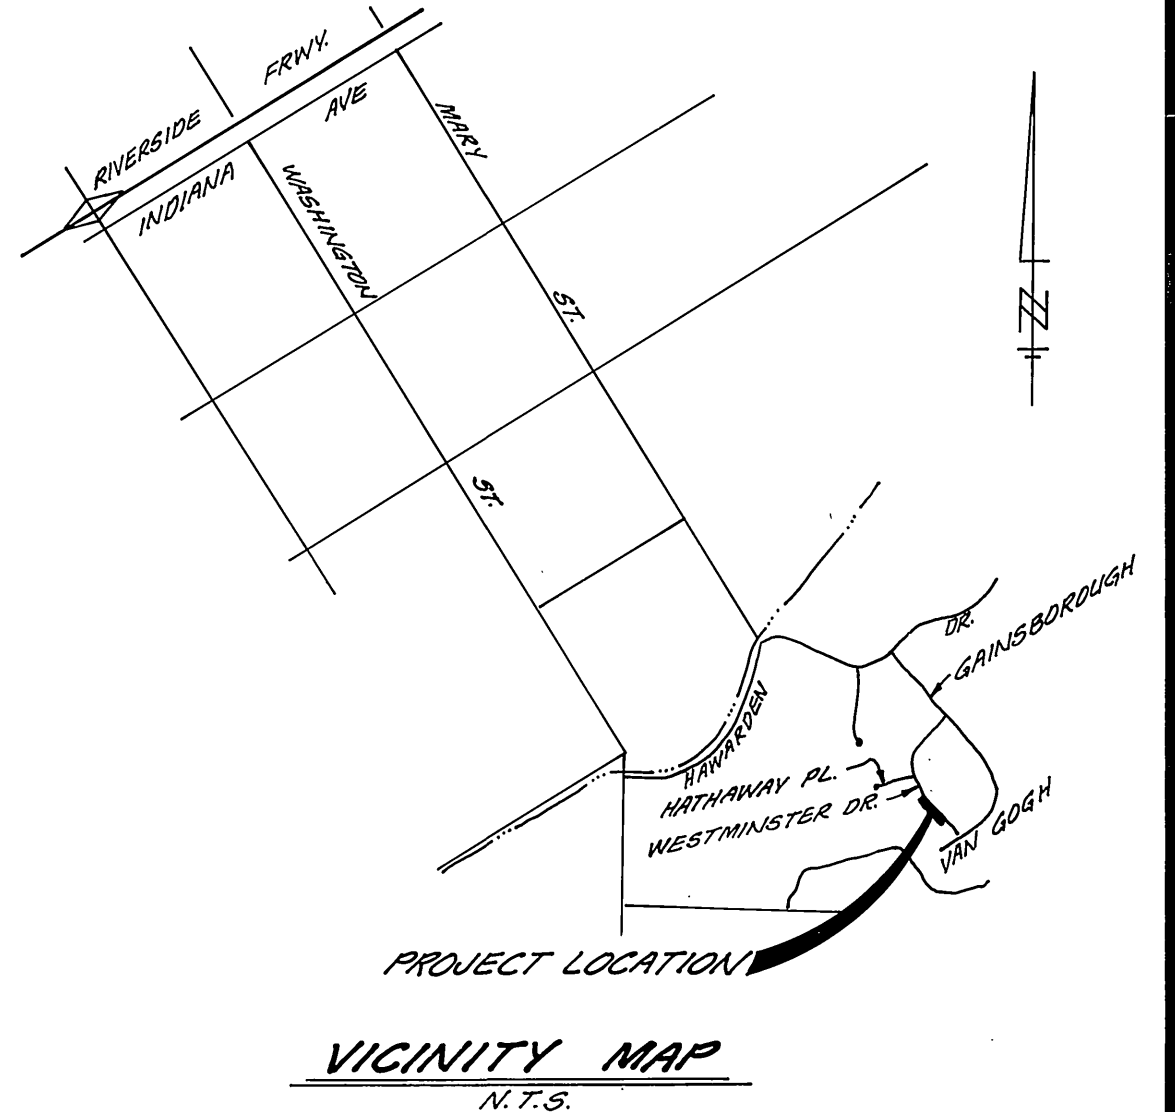 RIVERSIDE FRWY.
INDIANA AVE
WASHINGTON ST.
MARY ST.
N
DR.
GAINSBOROUGH
HAWARDEN
HATHAWAY PL.
WESTMINSTER DR.
VAN GOGH
PROJECT LOCATION
VICINITY MAP
N.T.S.